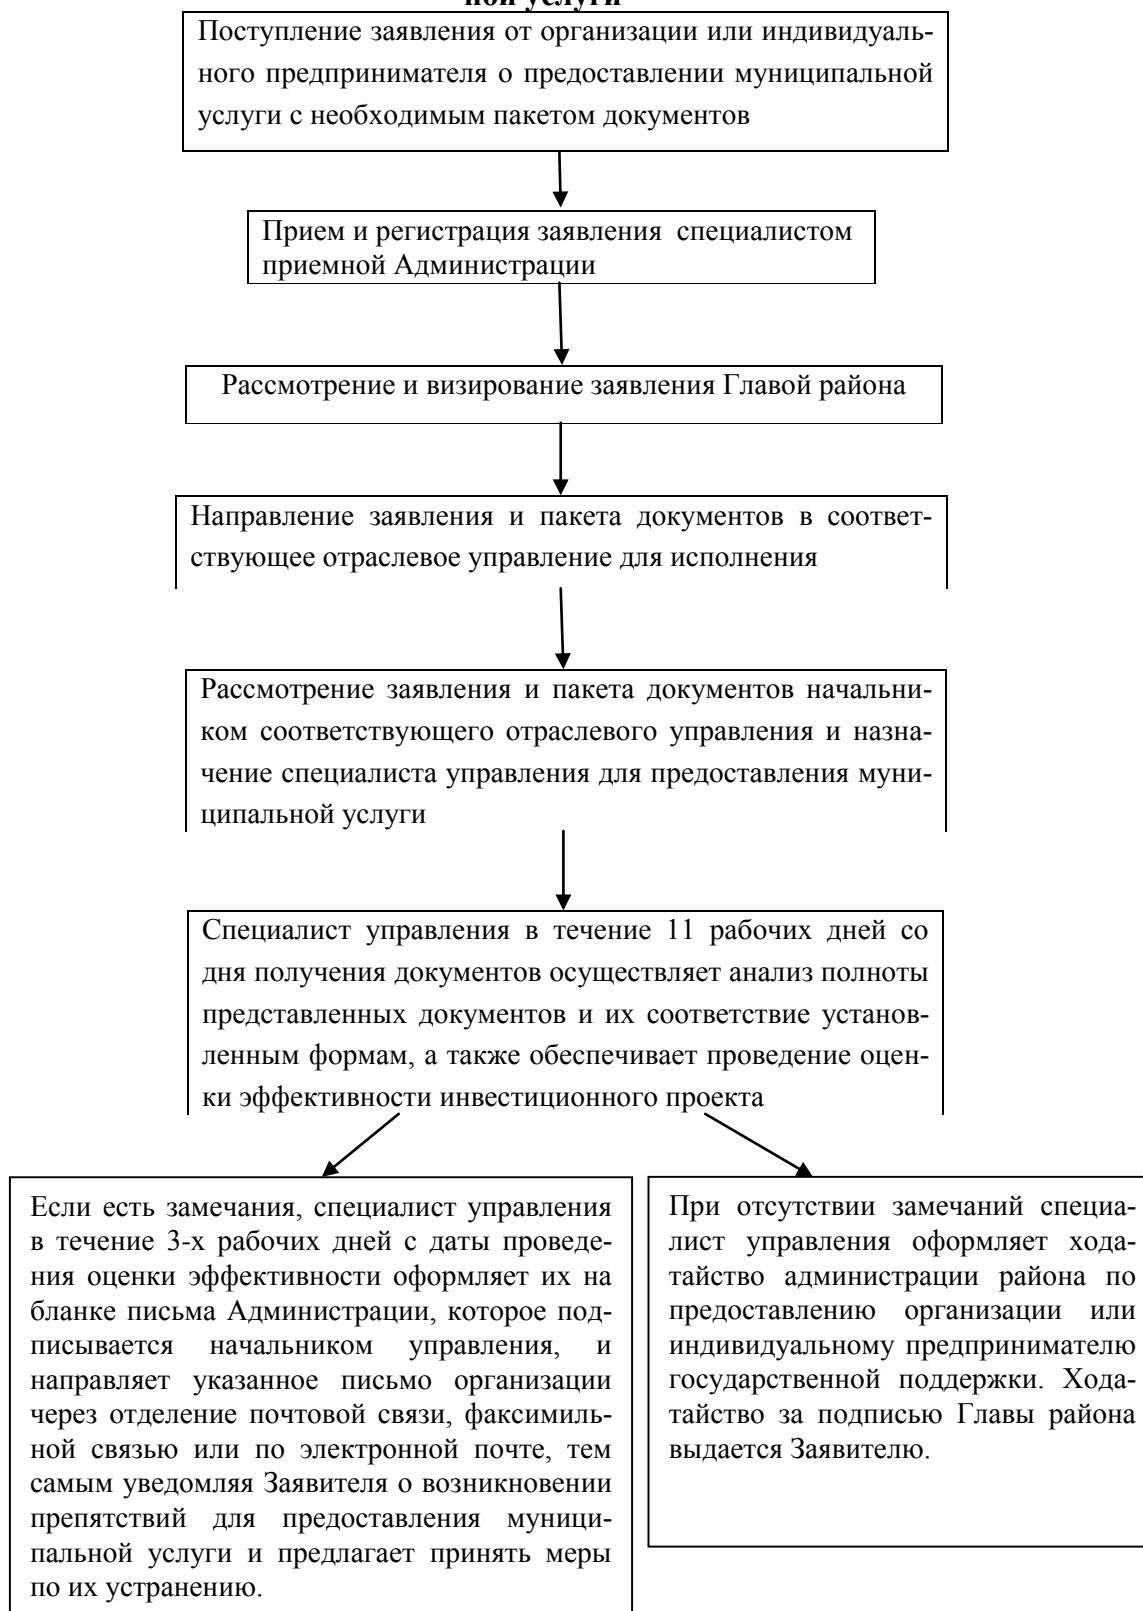 ной услуги
Поступление заявления от организации или индивидуаль-
ного предпринимателя о предоставлении муниципальной
услуги с необходимым пакетом документов
Прием и регистрация заявления специалистом
приемной Администрации
Рассмотрение и визирование заявления Главой района
Направление заявления и пакета документов в соответ-
ствующее отраслевое управление для исполнения
Рассмотрение заявления и пакета документов начальни-
ком соответствующего отраслевого управления и назна-
чение специалиста управления для предоставления муни-
ципальной услуги
Специалист управления в течение 11 рабочих дней со
дня получения документов осуществляет анализ полноты
представленных документов и их соответствие установ-
ленным формам, а также обеспечивает проведение оцен-
ки эффективности инвестиционного проекта
Если есть замечания, специалист управления
в течение 3-х рабочих дней с даты проведе-
ния оценки эффективности оформляет их на
бланке письма Администрации, которое под-
писывается начальником управления, и
направляет указанное письмо организации
через отделение почтовой связи, факсимиль-
ной связью или по электронной почте, тем
самым уведомляя Заявителя о возникновении
препятствий для предоставления муници-
пальной услуги и предлагает принять меры
по их устранению.
При отсутствии замечаний специа-
лист управления оформляет хода-
тайство администрации района по
предоставлению организации или
индивидуальному предпринимателю
государственной поддержки. Хода-
тайство за подписью Главы района
выдается Заявителю.